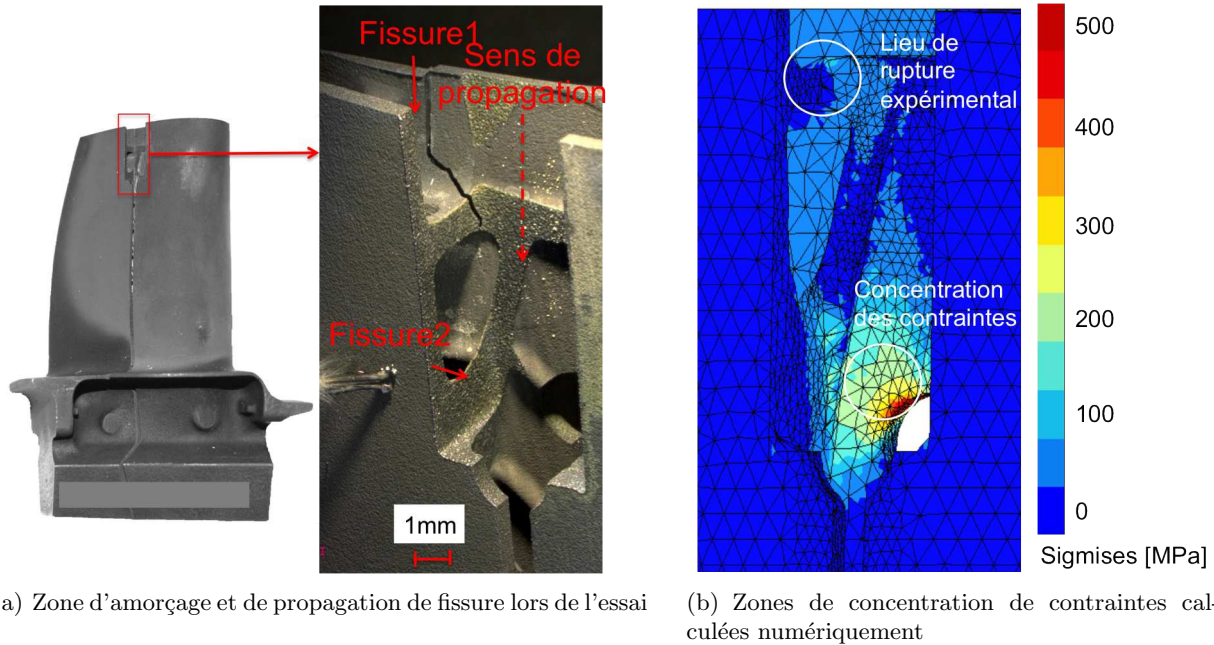 Fissure1
Sens de
propagation
Fissure2
1mm
Lieu de
rupture
expérimental
Concentration
des contraintes
500
400
300
200
100
0
Sigmises [MPa]
a) Zone d'amorçage et de propagation de fissure lors de l'essai
(b) Zones de concentration de contraintes cal-
culées numériquement